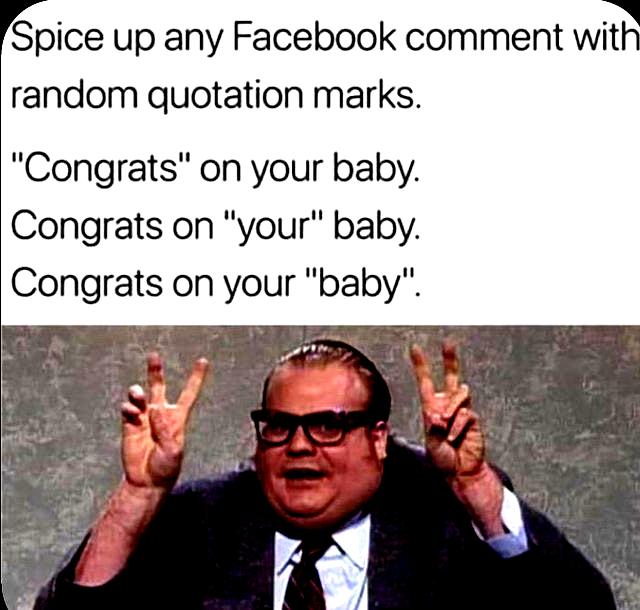 Spice up any Facebook comment with
random quotation marks.
"Congrats" on your baby.
Congrats on "your" baby.
Congrats on your "baby".